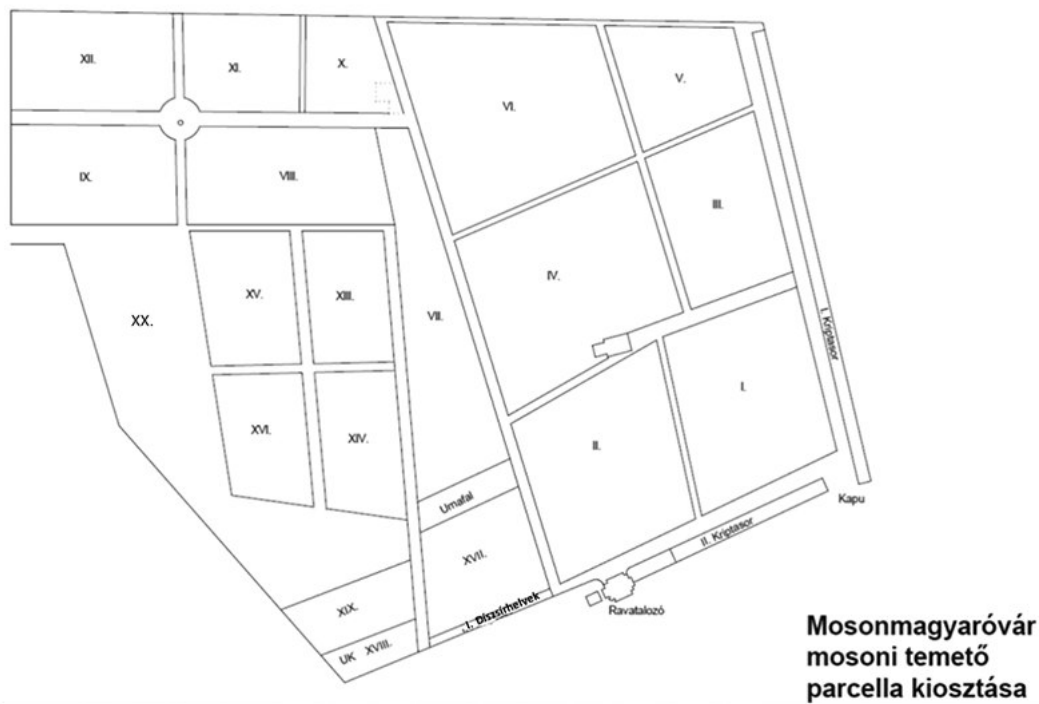 XII.
XI.
X.
VI.
V.
IX.
VIII.
III.
XX.
XV.
XIII.
VII.
IV.
I. Kriptasor
I.
XVI.
XIV.
II.
Urnafal
Kapu
II. Kriptasor
XVII.
XIX.
I. Díszsírhelyek
Ravatalozó
UK XVIII.
Mosonmagyaróvár
mosoni temető
parcella kiosztása